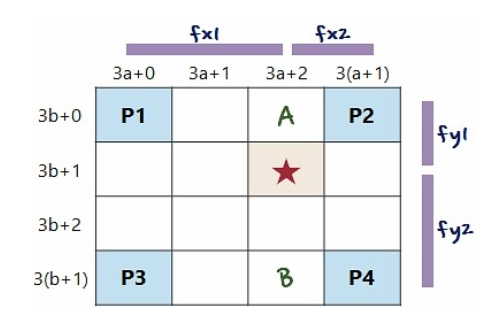 fx1 fx2
3a+0 3a+1 3a+2 3(a+1)
3b+0 P1 A P2
fy1
3b+1
3b+2
fy2
3(b+1) P3 B P4